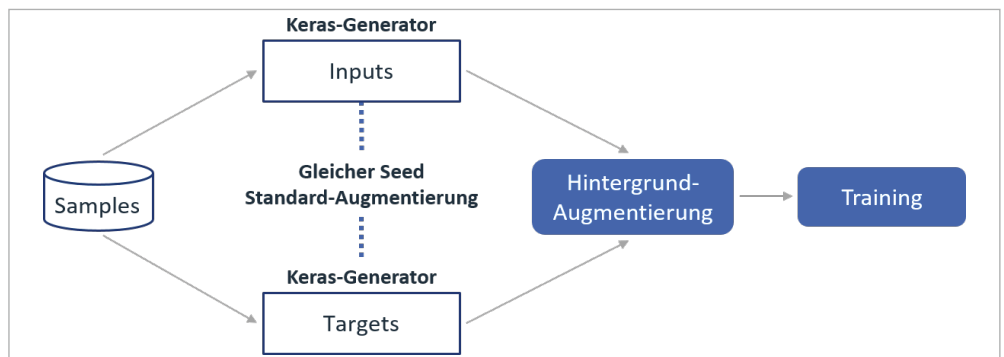 Keras-Generator
Inputs
Gleicher Seed
Standard-Augmentierung
Samples
Hintergrund-
Augmentierung
Training
Keras-Generator
Targets